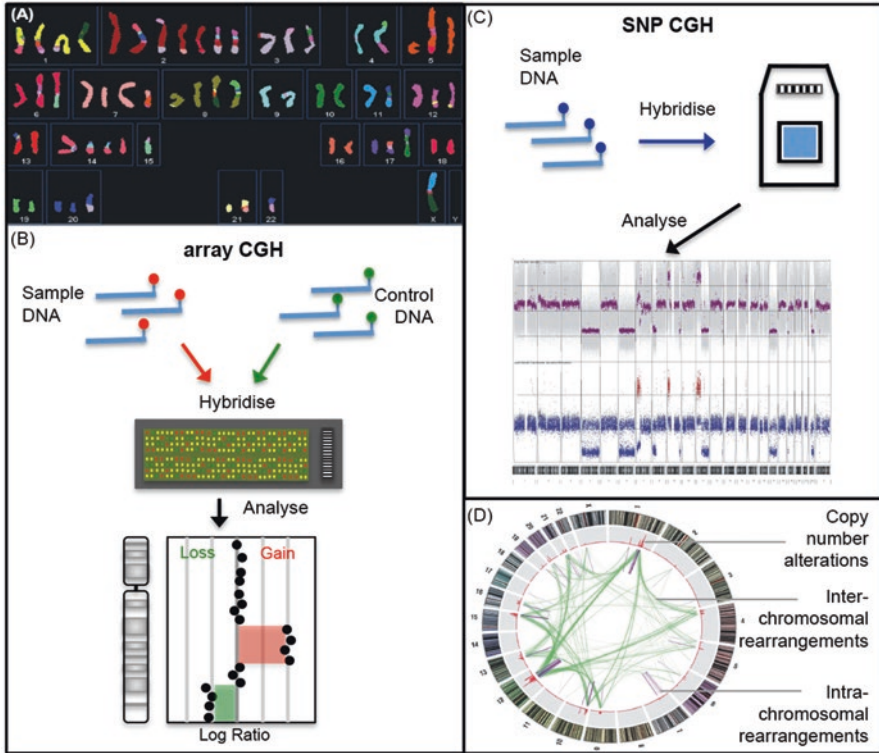 (A)
1 2 3 4 5
6 7 8 9 10 11 12
13 14 15 16 17 18
19 20 21 22 X Y
(B)
array CGH
Sample
DNA
Control
DNA
Hybridise
Analyse
Loss Gain
Log Ratio
(C)
SNP CGH
Sample
DNA
Hybridise
Analyse
(D)
Copy
number
alterations
Inter-
chromosomal
rearrangements
Intra-
chromosomal
rearrangements